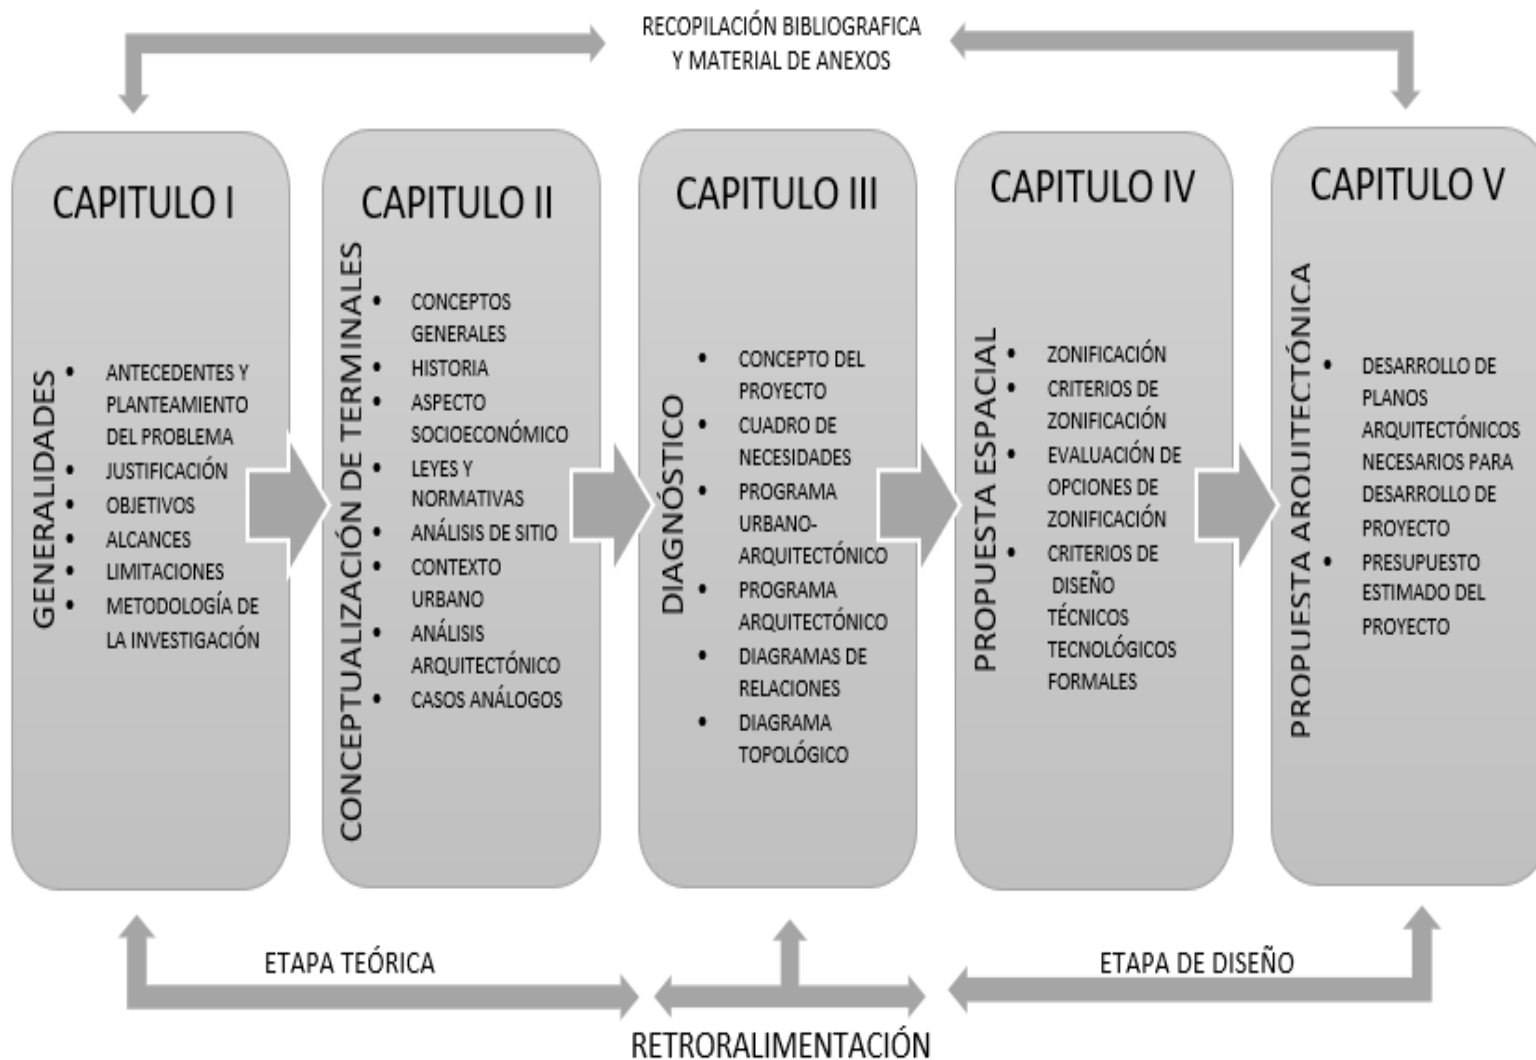 RECOPILACIÓN BIBLIOGRAFICA
Y MATERIAL DE ANEXOS
CAPITULO I
GENERALIDADES
• ANTECEDENTES Y
PLANTEAMIENTO
DEL PROBLEMA
• JUSTIFICACIÓN
• OBJETIVOS
• ALCANCES
• LIMITACIONES
• METODOLOGÍA DE
LA INVESTIGACIÓN
CAPITULO II
CONCEPTUALIZACIÓN DE TERMINALES
• CONCEPTOS
GENERALES
• HISTORIA
• ASPECTO
SOCIOECONÓMICO
• LEYES Y
NORMATIVAS
• ANÁLISIS DE SITIO
• CONTEXTO
URBANO
• ANÁLISIS
ARQUITECTÓNICO
• CASOS ANÁLOGOS
CAPITULO III
DIAGNÓSTICO
• CONCEPTO DEL
PROYECTO
• CUADRO DE
NECESIDADES
• PROGRAMA
URBANO-
ARQUITECTÓNICO
• PROGRAMA
ARQUITECTÓNICO
• DIAGRAMAS DE
RELACIONES
• DIAGRAMA
TOPOLÓGICO
CAPITULO IV
PROPUESTA ESPACIAL
• ZONIFICACIÓN
• CRITERIOS DE
ZONIFICACIÓN
• EVALUACIÓN DE
OPCIONES DE
ZONIFICACIÓN
• CRITERIOS DE
DISEÑO
TÉCNICOS
TECNOLÓGICOS
FORMALES
CAPITULO V
PROPUESTA ARQUITECTÓNICA
• DESARROLLO DE
PLANOS
ARQUITECTÓNICOS
NECESARIOS PARA
DESARROLLO DE
PROYECTO
• PRESUPUESTO
ESTIMADO DEL
PROYECTO
ETAPA TEÓRICA
ETAPA DE DISEÑO
RETRORALIMENTACIÓN